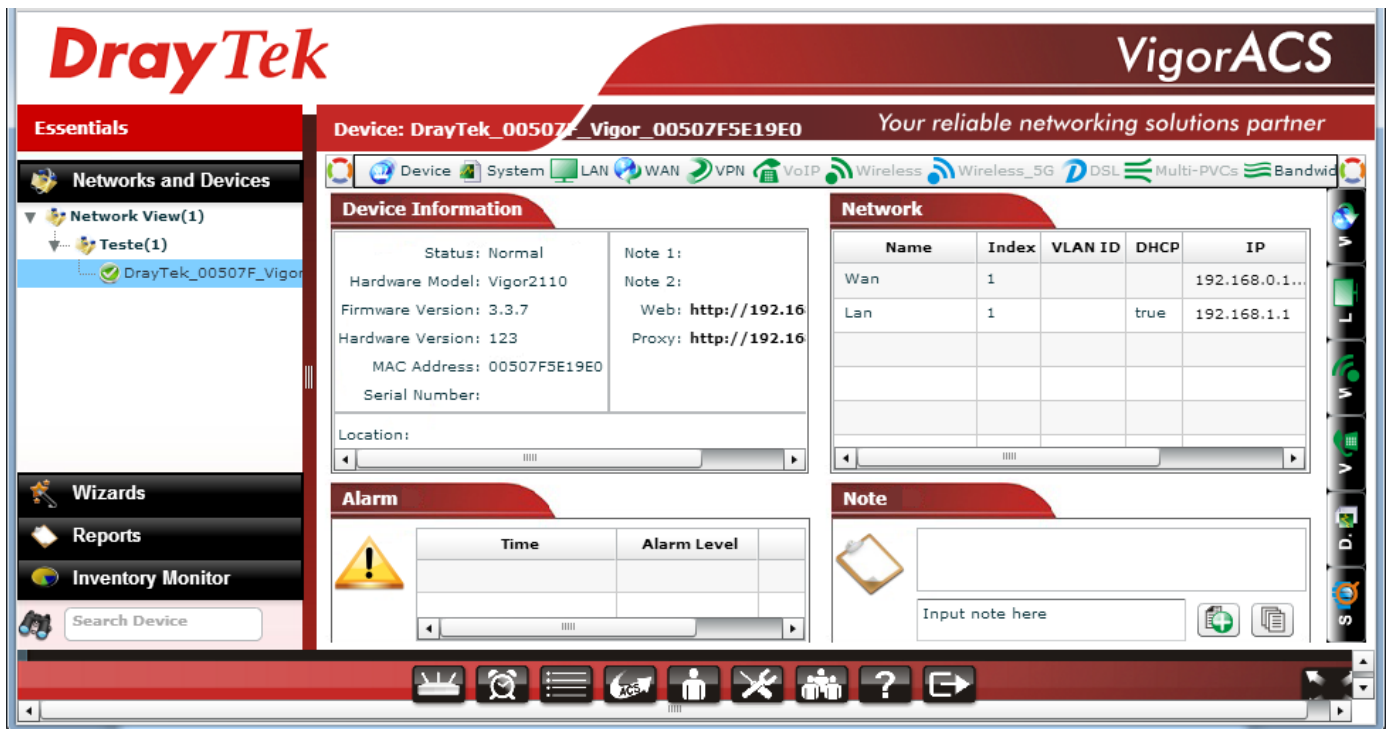 DrayTek
VigorACS
Essentials
Device: DrayTek_00507F_Vigor_00507F5E19E0
Your reliable networking solutions partner
Device System LAN WAN VPN VoIP Wireless Wireless_5G DSL Multi-PVCs Bandwid
Networks and Devices
Network View(1)
Teste(1)
DrayTek_00507F_Vigor
Wizards
Reports
Inventory Monitor
Search Device
Device Information
Status: Normal
Hardware Model: Vigor2110
Firmware Version: 3.3.7
Hardware Version: 123
MAC Address: 00507F5E19E0
Serial Number:
Note 1:
Note 2:
Web: http://192.16
Proxy: http://192.16
Location:
Network
Name Index VLAN ID DHCP IP
Wan 1 192.168.0.1...
Lan 1 true 192.168.1.1
Alarm
Time Alarm Level
Note
Input note here
W
L
W
V
D.
S
ACS
?